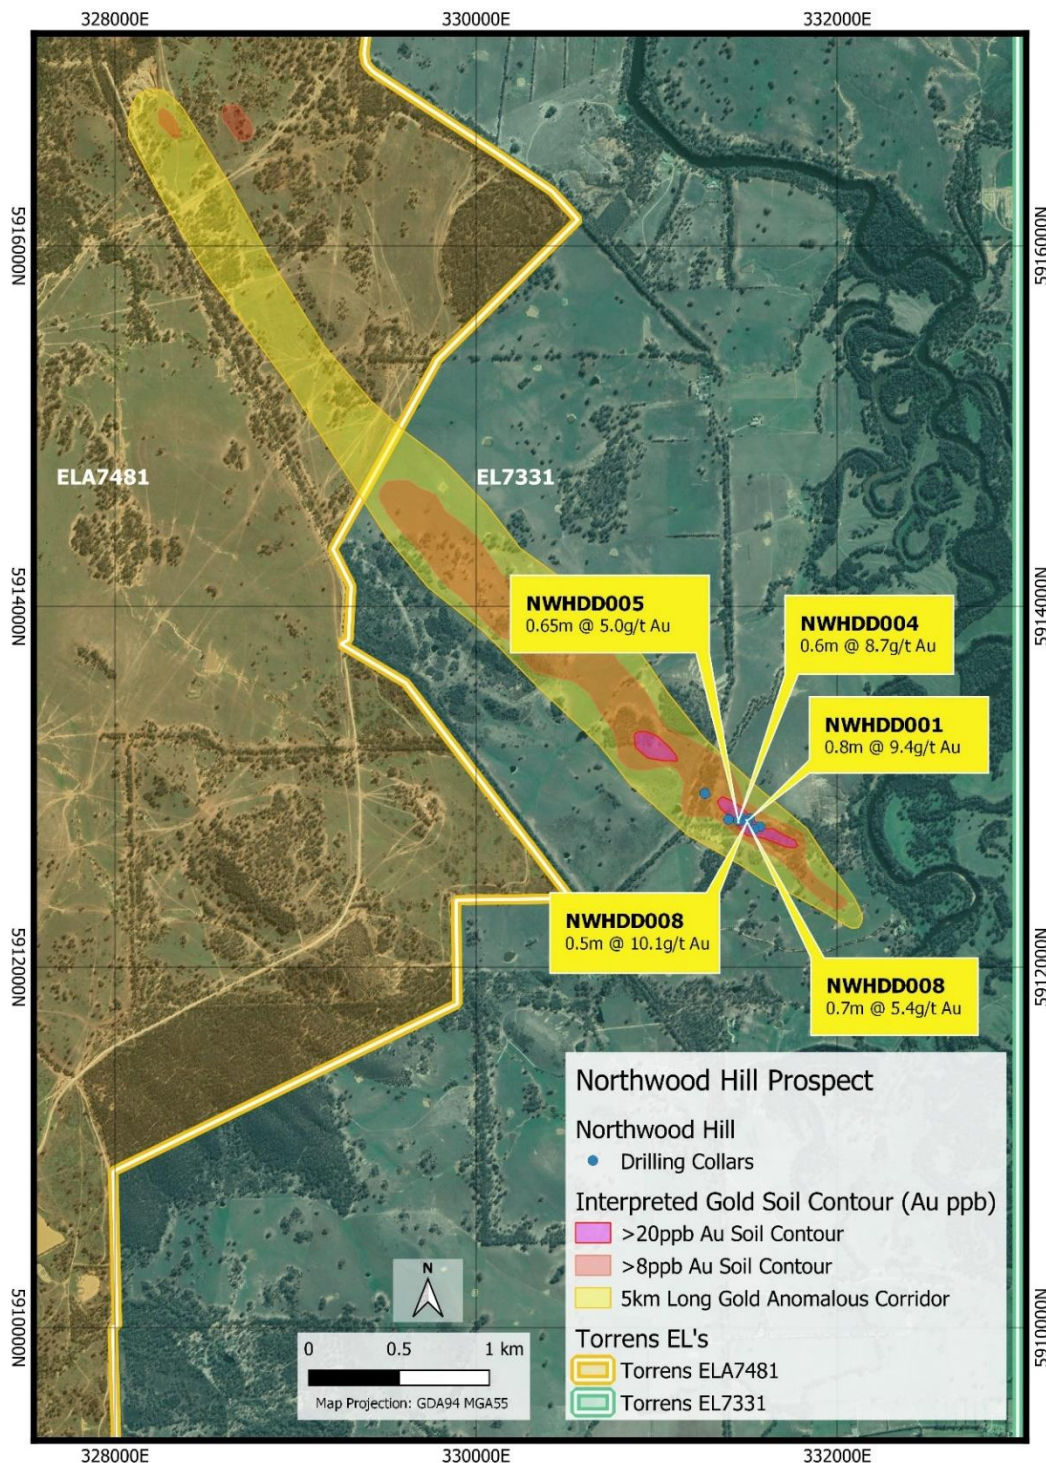 328000E
330000E
332000E
5916000N
5916000N
ELA7481
EL7331
5914000N
5914000N
NWHDD005
0.65m @ 5.0g/t Au
NWHDD004
0.6m @ 8.7g/t Au
NWHDD001
0.8m @ 9.4g/t Au
NWHDD008
0.5m @ 10.1g/t Au
NWHDD008
0.7m @ 5.4g/t Au
5912000N
5912000N
Northwood Hill Prospect
Northwood Hill
Drilling Collars
Interpreted Gold Soil Contour (Au ppb)
>20ppb Au Soil Contour
>8ppb Au Soil Contour
5km Long Gold Anomalous Corridor
Torrens EL's
Torrens ELA7481
Torrens EL7331
N
0 0.5 1 km
Map Projection: GDA94 MGA55
5910000N
5910000N
328000E
330000E
332000E